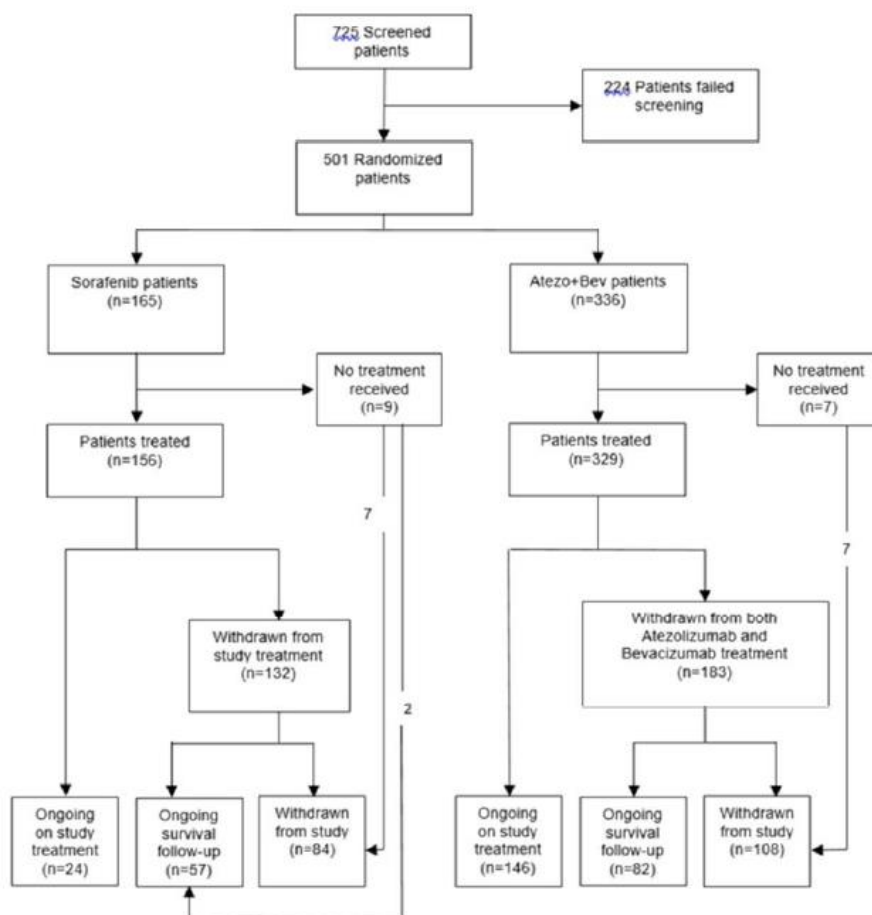 725 Screened
patients
224 Patients failed
screening
501 Randomized
patients
Sorafenib patients
(n=165)
Atezo+Bev patients
(n=336)
No treatment
received
(n=9)
No treatment
received
(n=7)
Patients treated
(n=156)
Patients treated
(n=329)
7
7
Withdrawn from
study treatment
(n=132)
Withdrawn from both
Atezolizumab and
Bevacizumab treatment
(n=183)
2
Ongoing
on study
treatment
(n=24)
Ongoing
survival
follow-up
(n=57)
Withdrawn
from study
(n=84)
Ongoing
on study
treatment
(n=146)
Ongoing
survival
follow-up
(n=82)
Withdrawn
from study
(n=108)